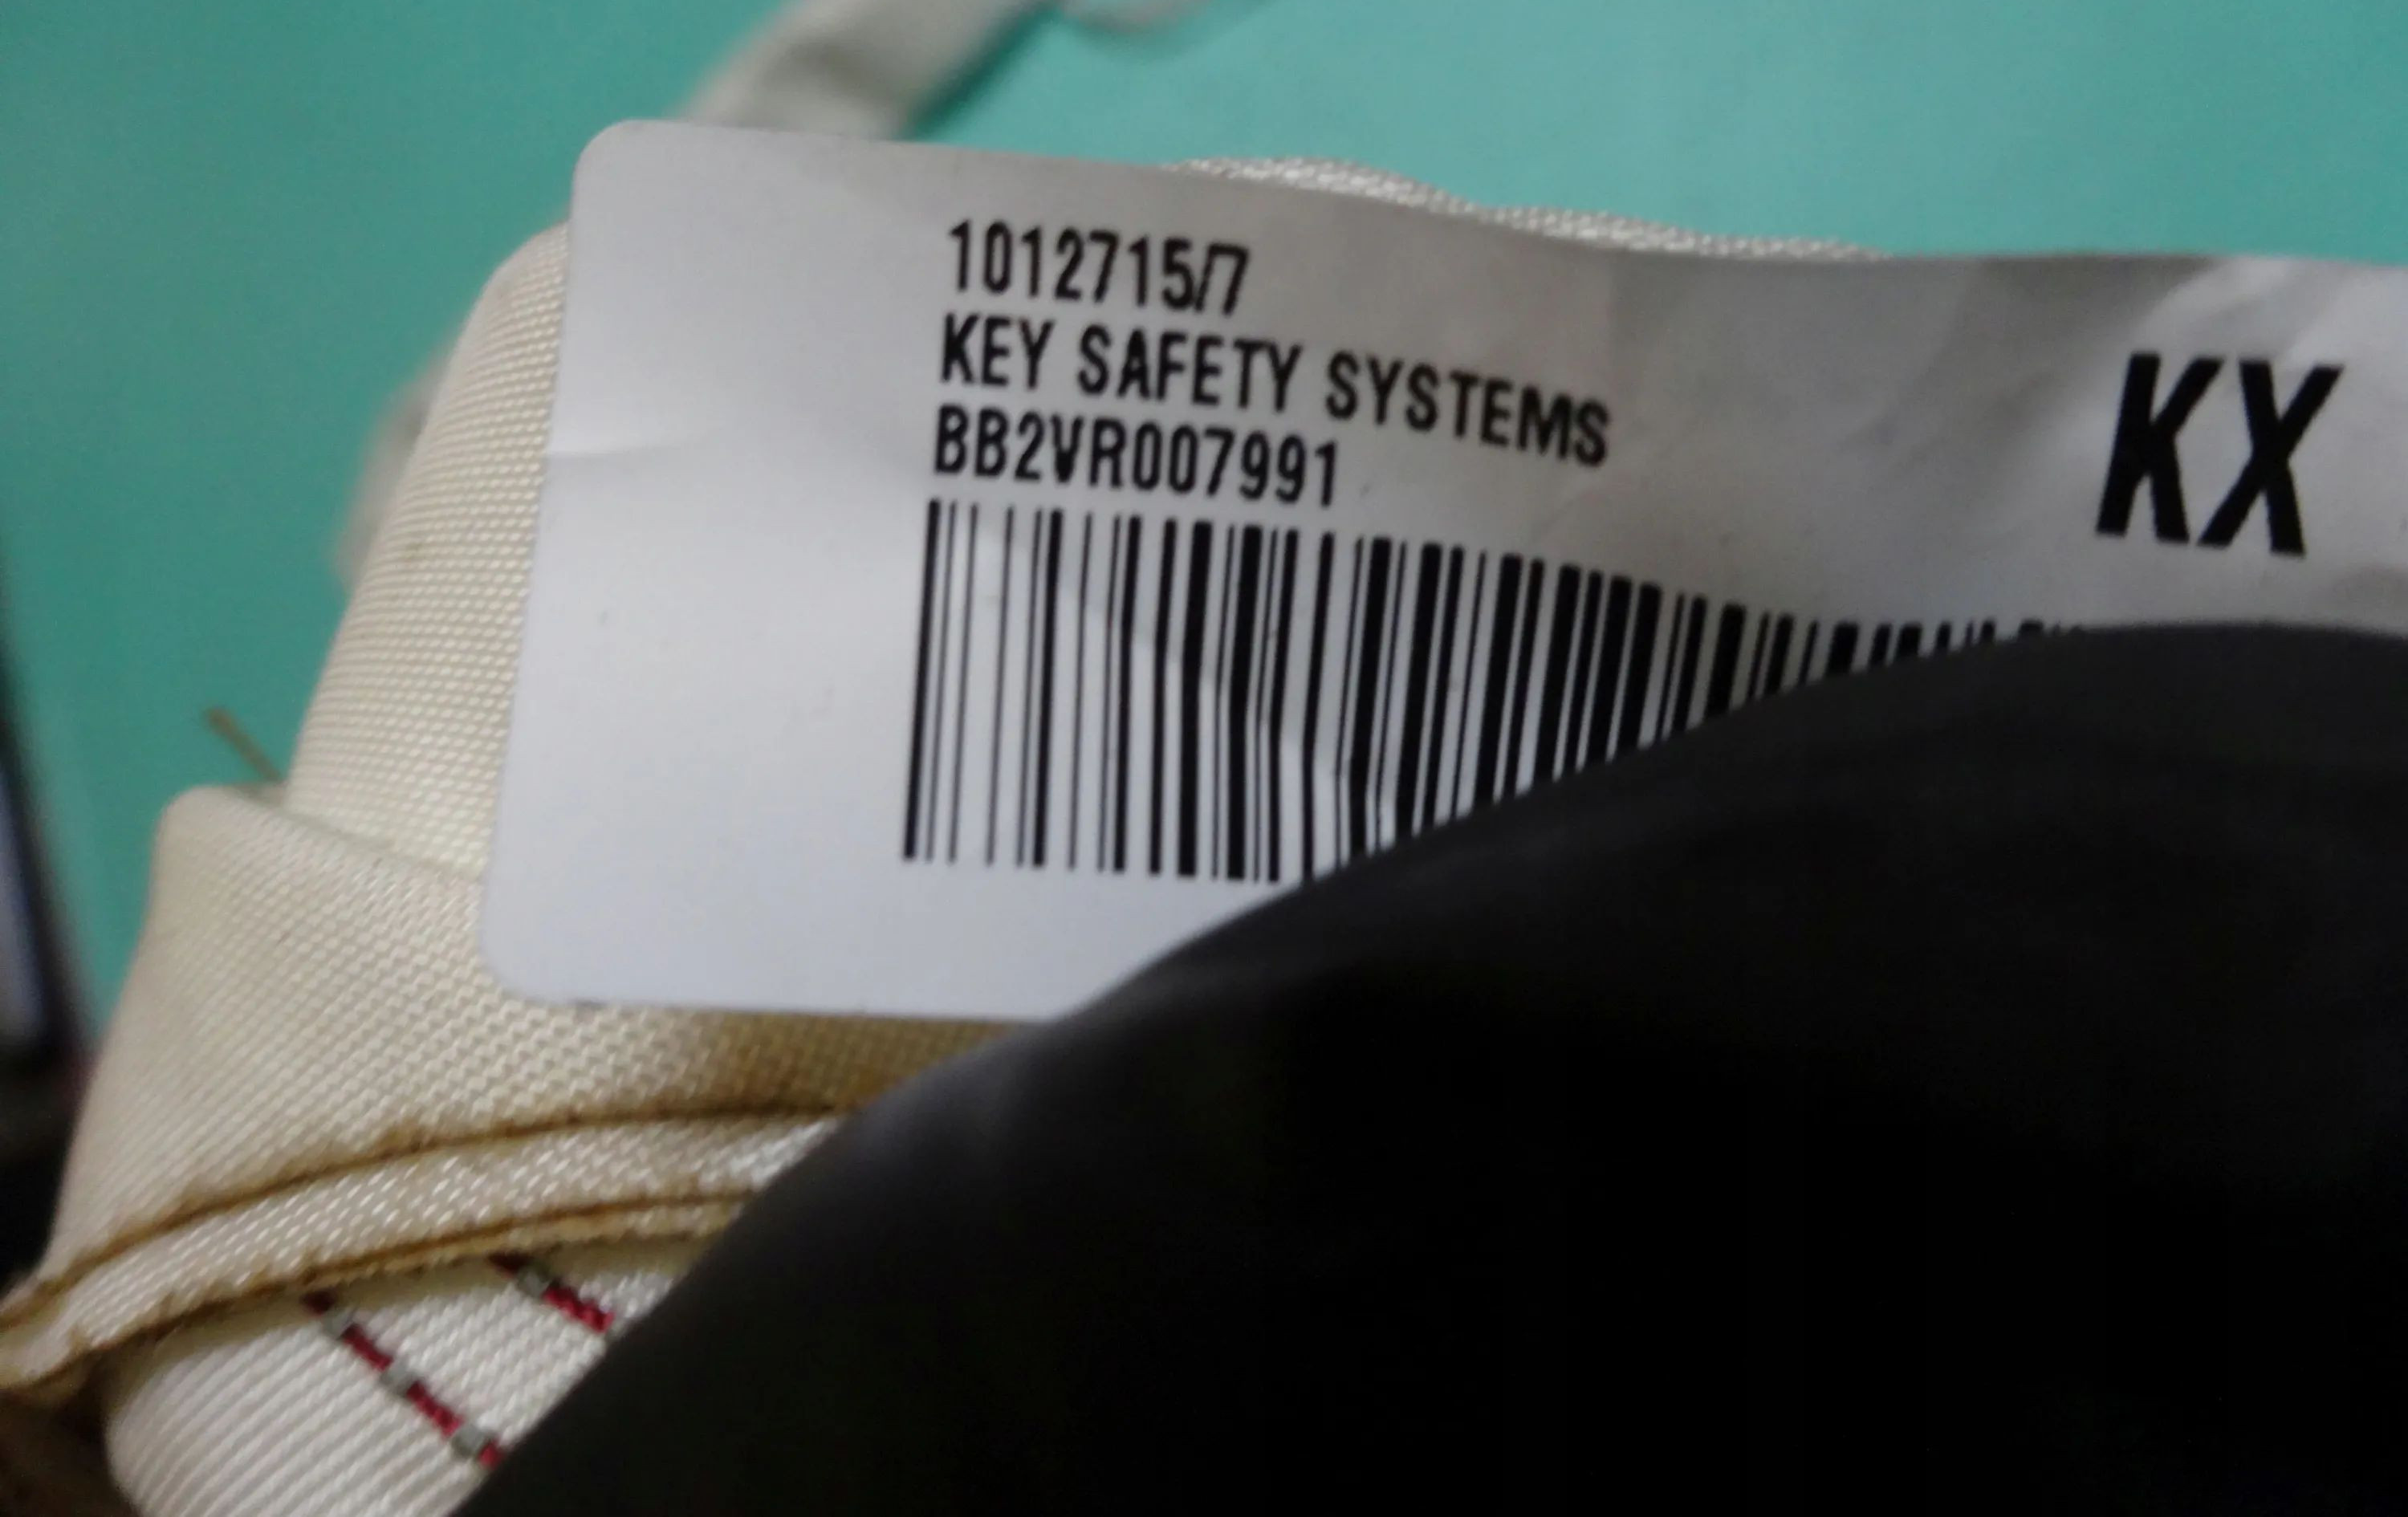 1012715/7
KEY SAFETY SYSTEMS
BB2VR007991
KX